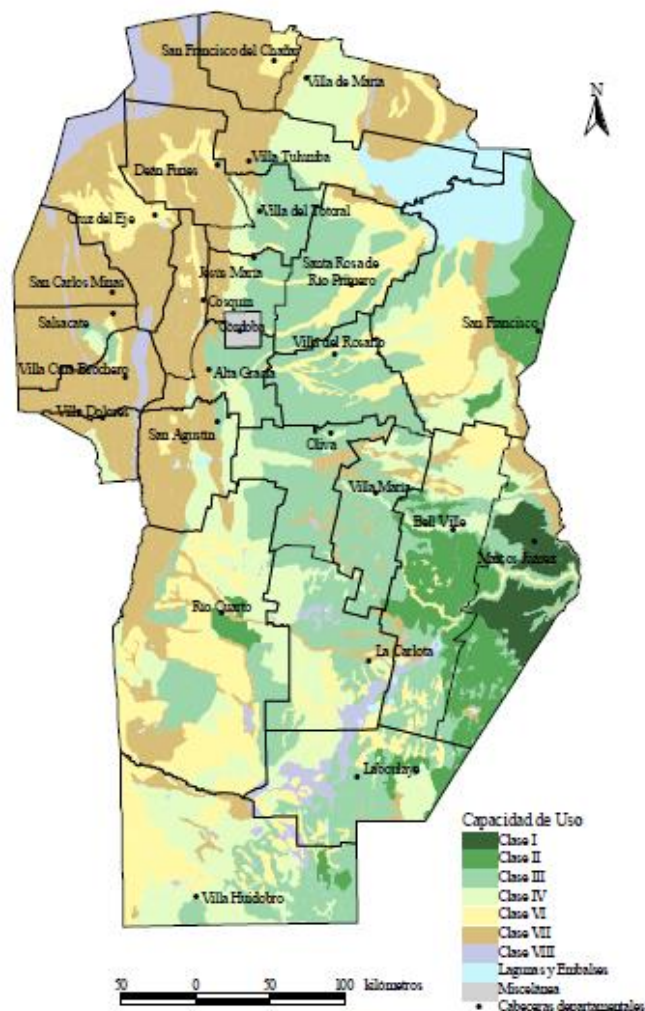 San Francisco del Chañar
Villa de María
N
Deán Funes
Villa Tulumba
Cruz del Eje
Villa del Totoral
Jesús María
Santa Rosa de
Río Primero
San Carlos Minas
Cosquín
Salsacate
Córdoba
San Francisco
Villa del Rosario
Villa Cura Brochero
Alta Gracia
Villa Dolores
San Agustín
Oliva
Villa María
Bell Ville
Marcos Juárez
Río Cuarto
La Carlota
Laboulaye
Villa Huidobro
Capacidad de Uso
Clase I
Clase II
Clase III
Clase IV
Clase VI
Clase VII
Clase VIII
Lagunas y Embalses
Miscelánea
Cabeceras departamentales
50 0 50 100 kilómetros